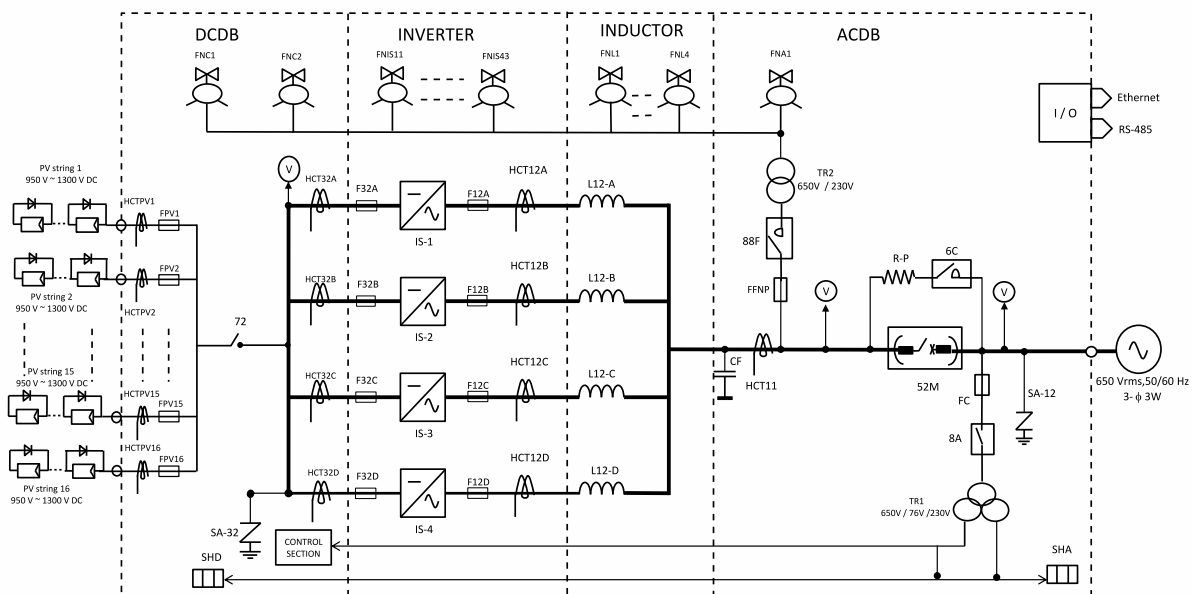 DCDB
INVERTER
INDUCTOR
ACDB
FNC1
FNC2
FNIS11
FNIS43
FNL1
FNL4
FNA1
I / O
Ethernet
RS-485
PV string 1
950 V ~ 1300 V DC
HCTPV1
FPV1
V
HCT32A
F32A
IS-1
F12A
HCT12A
L12-A
TR2
650V / 230V
88F
FFNP
R-P
6C
V
V
PV string 2
950 V ~ 1300 V DC
HCTPV2
FPV2
72
HCT32B
F32B
IS-2
F12B
HCT12B
L12-B
CF
HCT11
52M
650 Vrms,50/60 Hz
3- ϕ 3W
PV string 15
950 V ~ 1300 V DC
HCTPV15
FPV15
HCT32C
F32C
IS-3
F12C
HCT12C
L12-C
FC
SA-12
8A
HCTPV16
FPV16
PV string 16
950 V ~ 1300 V DC
HCT32D
F32D
IS-4
F12D
HCT12D
L12-D
TR1
650V / 76V /230V
SA-32
CONTROL
SECTION
SHD
SHA